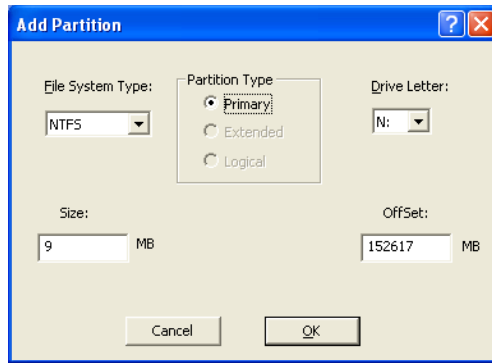 Add Partition
File System Type:
Partition Type
Drive Letter:
Primary
NTFS
N:
Extended
Logical
Size:
OffSet:
9 MB
152617 MB
Cancel
OK